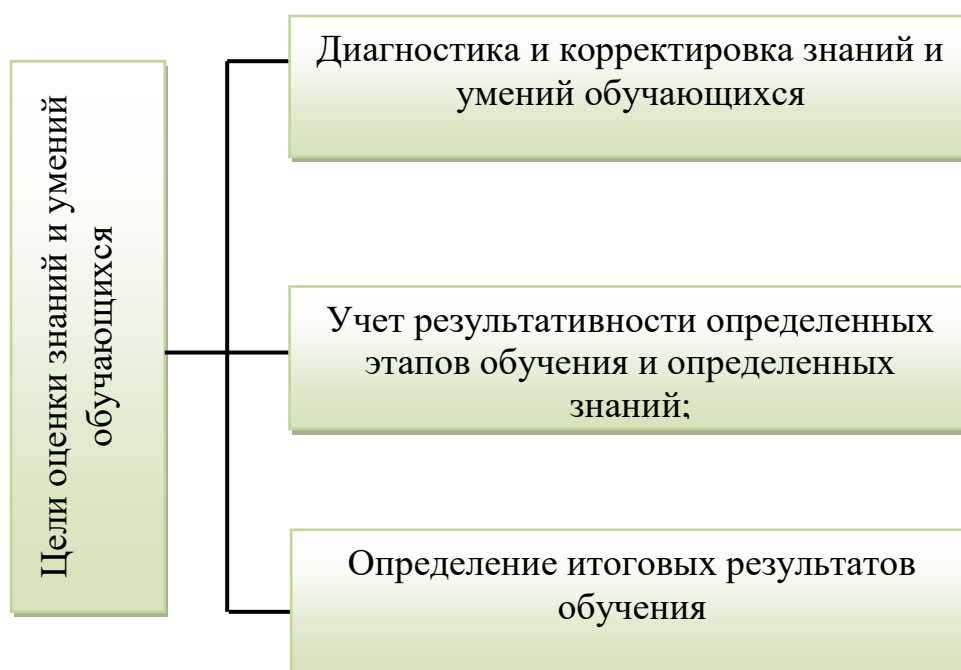 Цели оценки знаний и умений
обучающихся
Диагностика и корректировка знаний и
умений обучающихся
Учет результативности определенных
этапов обучения и определенных
знаний;
Определение итоговых результатов
обучения